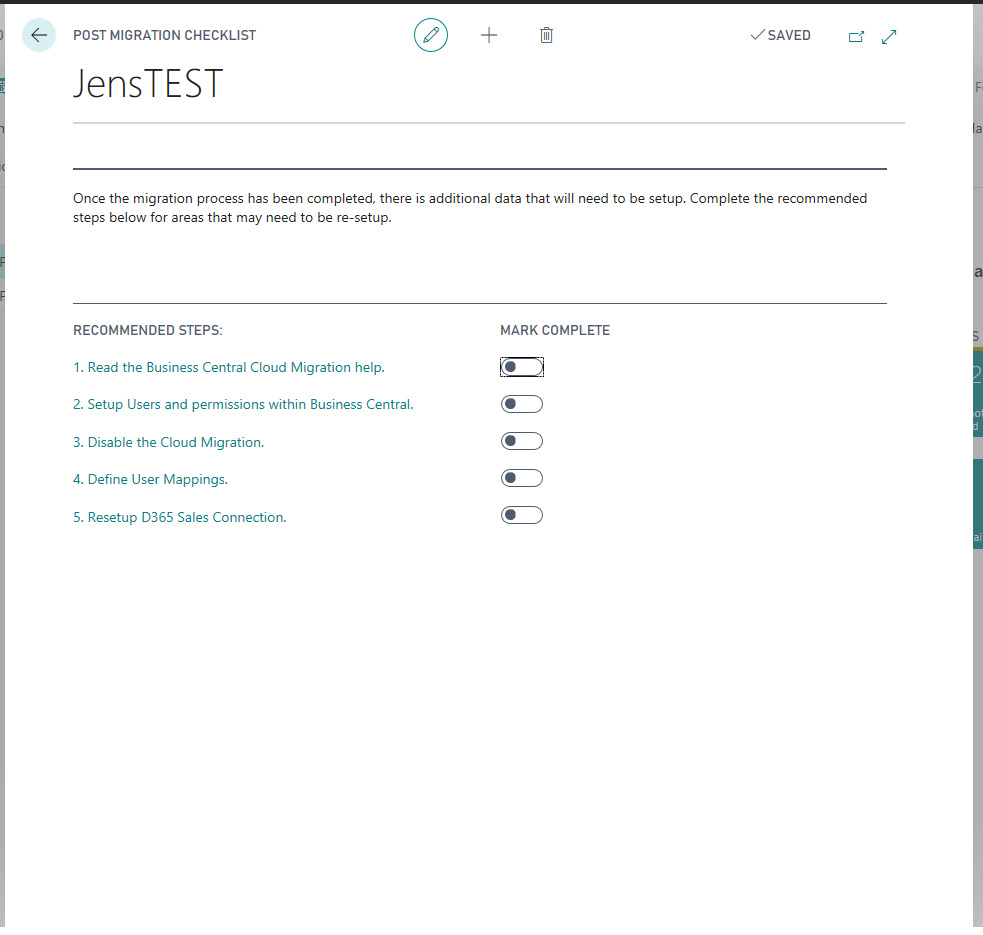 POST MIGRATION CHECKLIST
SAVED
JensTEST
Once the migration process has been completed, there is additional data that will need to be setup. Complete the recommended
steps below for areas that may need to be re-setup.
RECOMMENDED STEPS:
MARK COMPLETE
1. Read the Business Central Cloud Migration help.
2. Setup Users and permissions within Business Central.
3. Disable the Cloud Migration.
4. Define User Mappings.
5. Resetup D365 Sales Connection.